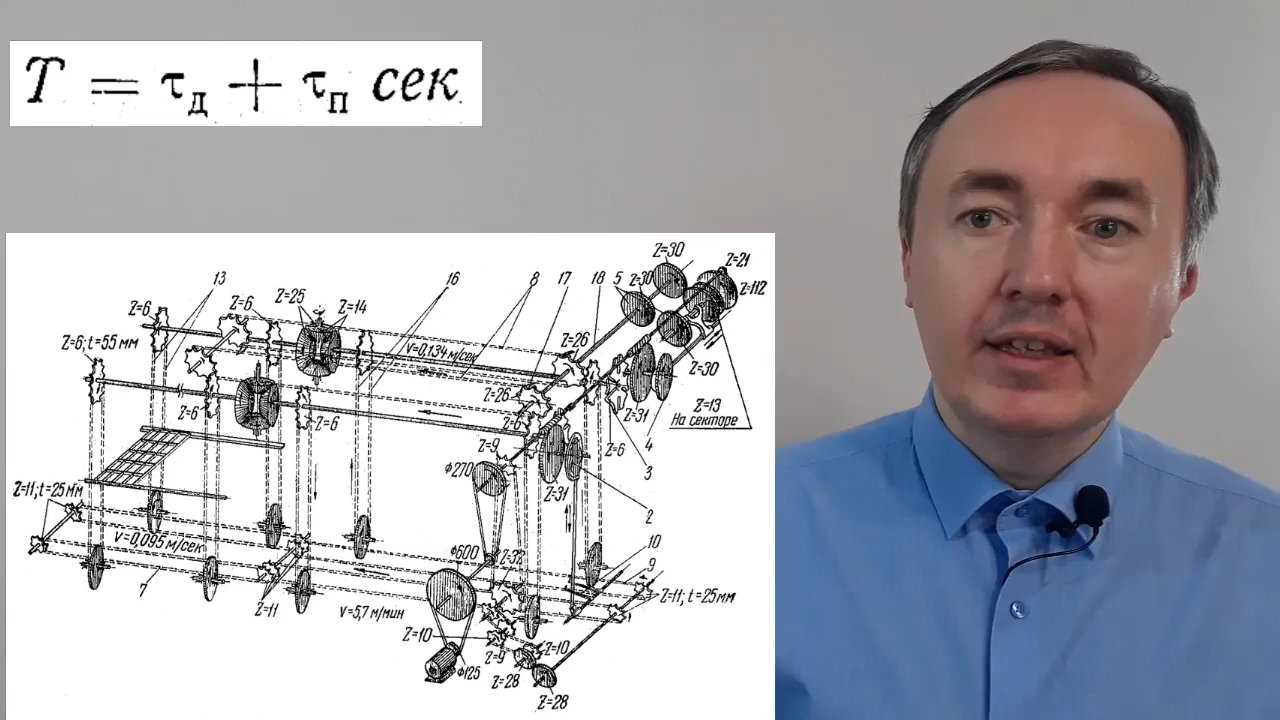 T = τд + τп сек
Z=30
Z=21
13
16
8
17
18
5
Z=30
Z=112
Z=6
Z=6
Z=25
Z=14
Z=6; t=55 мм
V=0,134 м/сек
Z=26
Z=30
Z=26
Z=13
На секторе
Z=31
Z=6
Z=6
Z=6
Z=6
4
Z=9
3
Ф270
Z=31
Z=11; t=25 мм
2
V=0,095 м/сек
Ф600
Z=32
10
9
7
Z=11
V=5,7 м/мин
Z=11; t=25 мм
Z=10
Z=9
Z=10
Ф125
Z=28
Z=28